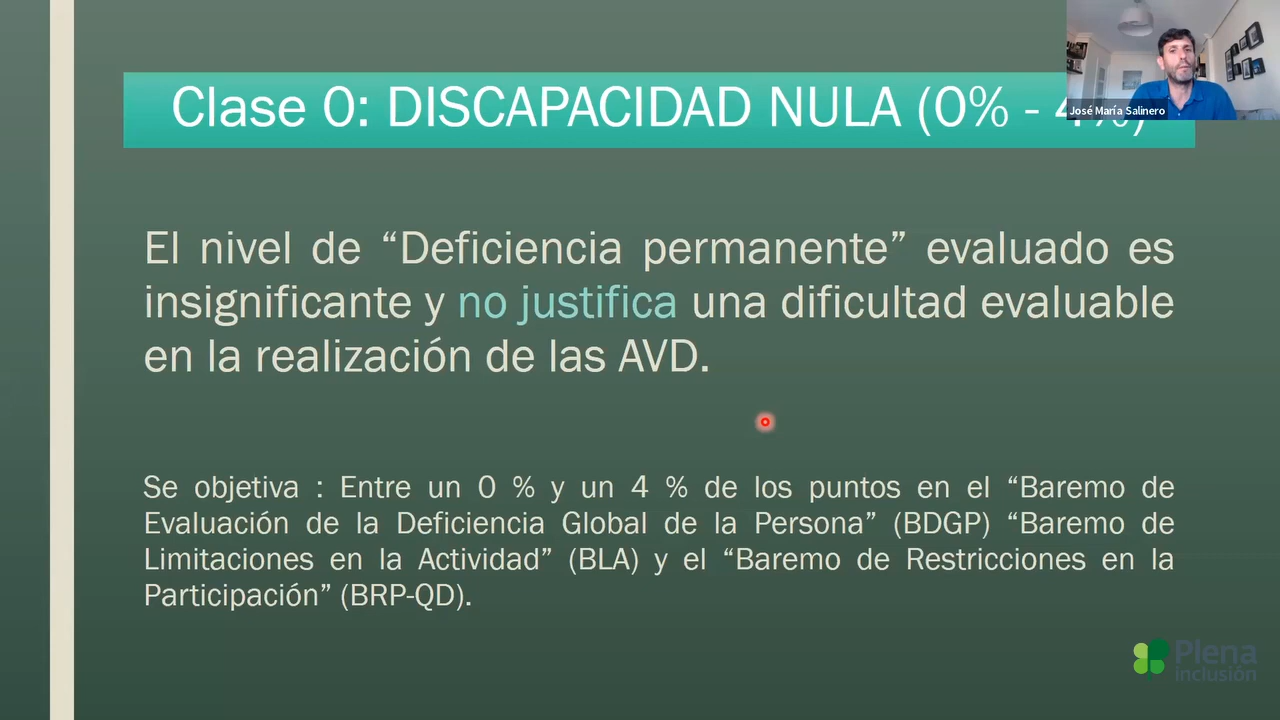 Clase 0: DISCAPACIDAD NULA (0% - 4%)
José María Salinero
El nivel de “Deficiencia permanente” evaluado es
insignificante y no justifica una dificultad evaluable
en la realización de las AVD.
Se objetiva : Entre un 0 % y un 4 % de los puntos en el “Baremo de
Evaluación de la Deficiencia Global de la Persona” (BDGP) “Baremo de
Limitaciones en la Actividad” (BLA) y el “Baremo de Restricciones en la
Participación” (BRP-QD).
Plena
inclusión